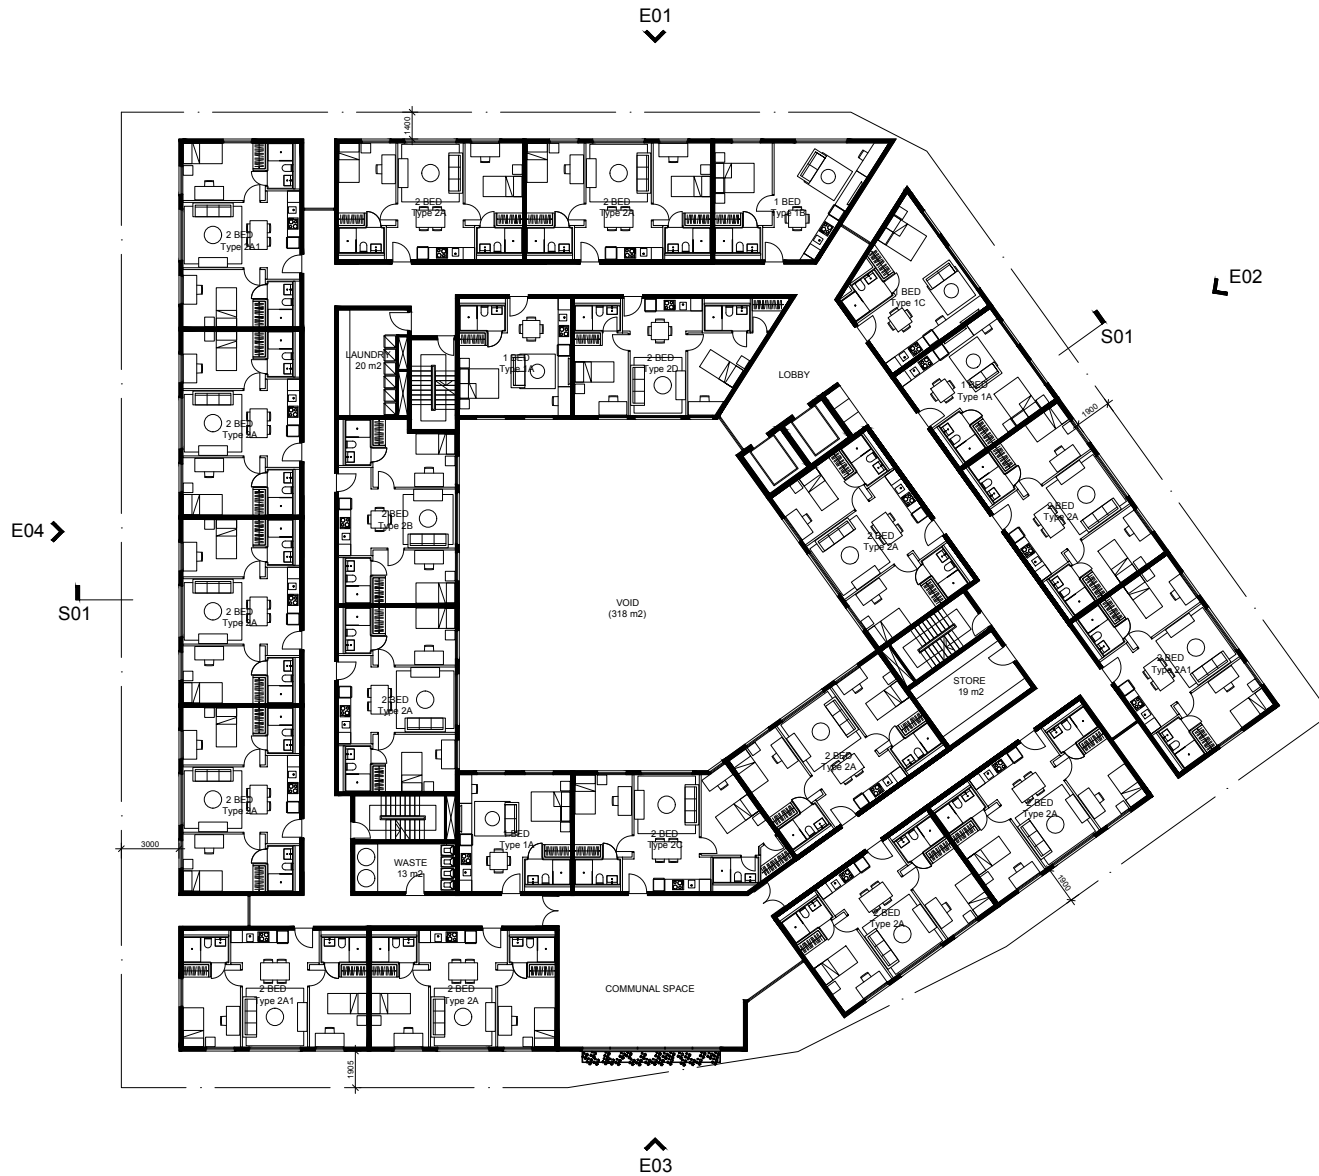 E01
1400
2 BED
Type 2A
2 BED
Type 2A
1 BED
Type 1B
2 BED
Type 2A1
E02
1 BED
Type 1C
S01
LAUNDRY
20 m2
1 BED
Type 1A
2 BED
Type 2D
LOBBY
1 BED
Type 1A
1900
2 BED
Type 2A
2 BED
Type 2B
2 BED
Type 2A
2 BED
Type 2A
E04
S01
2 BED
Type 2A
VOID
(318 m2)
2 BED
Type 2A1
STORE
19 m2
2 BED
Type 2A
2 BED
Type 2A
2 BED
Type 2A
2 BED
Type 2A
3000
WASTE
13 m2
1 BED
Type 1A
2 BED
Type 2C
1900
2 BED
Type 2A
2 BED
Type 2A1
2 BED
Type 2A
COMMUNAL SPACE
1905
E03